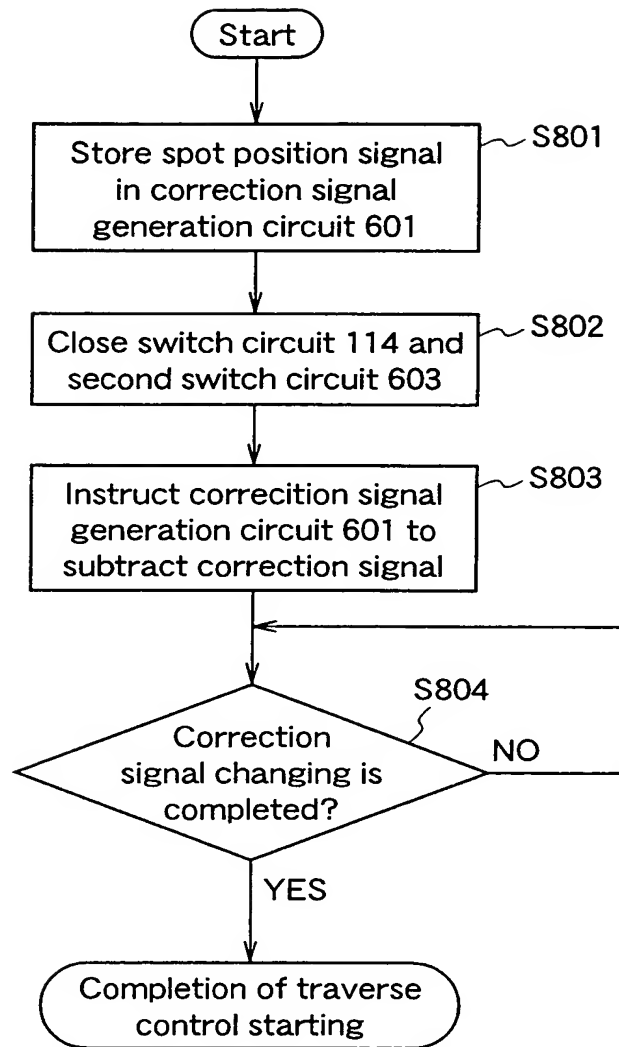 Start
S801
Store spot position signal
in correction signal
generation circuit 601
S802
Close switch circuit 114 and
second switch circuit 603
S803
Instruct correcition signal
generation circuit 601 to
subtract correction signal
S804
Correction
signal changing is
completed?
NO
YES
Completion of traverse
control starting